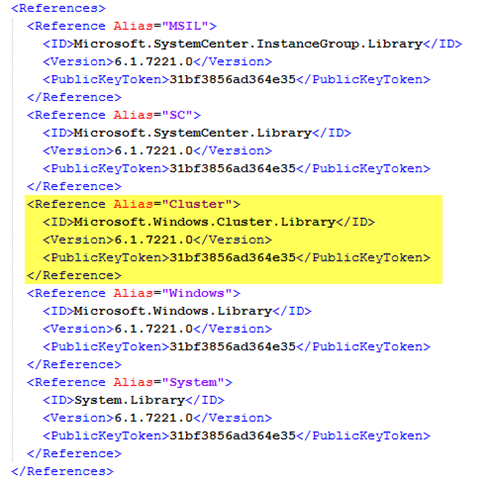 <References>
<Reference Alias="MSIL">
<ID>Microsoft.SystemCenter.InstanceGroup.Library</ID>
<Version>6.1.7221.0</Version>
<PublicKeyToken>31bf3856ad364e35</PublicKeyToken>
</Reference>
<Reference Alias="SC">
<ID>Microsoft.SystemCenter.Library</ID>
<Version>6.1.7221.0</Version>
<PublicKeyToken>31bf3856ad364e35</PublicKeyToken>
</Reference>
<Reference Alias="Cluster">
<ID>Microsoft.Windows.Cluster.Library</ID>
<Version>6.1.7221.0</Version>
<PublicKeyToken>31bf3856ad364e35</PublicKeyToken>
</Reference>
<Reference Alias="Windows">
<ID>Microsoft.Windows.Library</ID>
<Version>6.1.7221.0</Version>
<PublicKeyToken>31bf3856ad364e35</PublicKeyToken>
</Reference>
<Reference Alias="System">
<ID>System.Library</ID>
<Version>6.1.7221.0</Version>
<PublicKeyToken>31bf3856ad364e35</PublicKeyToken>
</Reference>
</References>